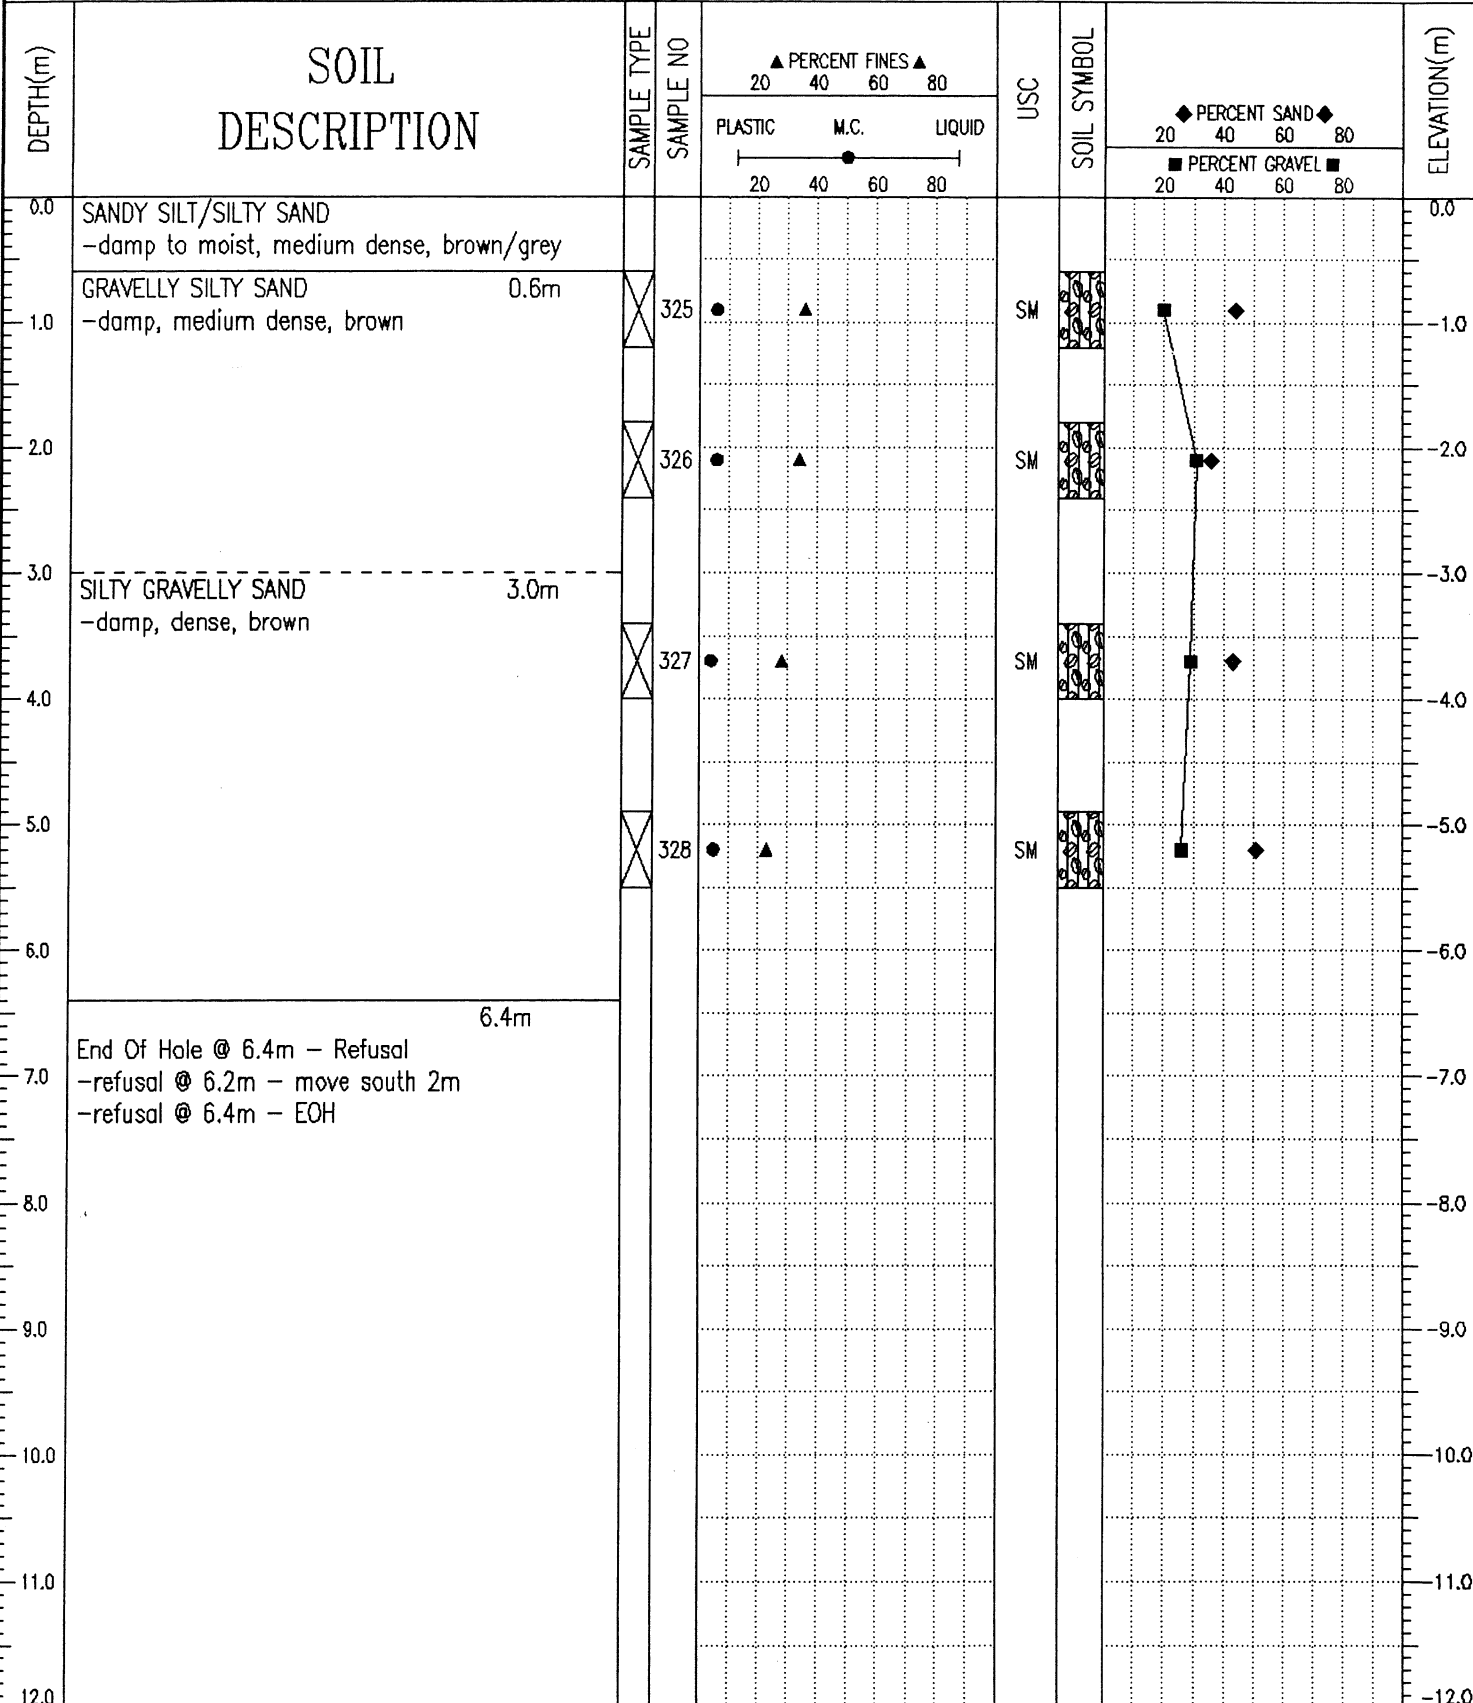 DEPTH(m)
SOIL
DESCRIPTION
SAMPLE TYPE
SAMPLE NO
▲ PERCENT FINES ▲
20 40 60 80
PLASTIC M.C. LIQUID
20 40 60 80
USC
SOIL SYMBOL
◆ PERCENT SAND ◆
20 40 60 80
■ PERCENT GRAVEL ■
20 40 60 80
ELEVATION(m)
0.0
SANDY SILT/SILTY SAND
0.0
-damp to moist, medium dense, brown/grey
GRAVELLY SILTY SAND 0.6m
325
SM
-damp, medium dense, brown
1.0
-1.0
2.0
-2.0
326
SM
3.0
-3.0
SILTY GRAVELLY SAND 3.0m
-damp, dense, brown
327
SM
4.0
-4.0
5.0
-5.0
328
SM
6.0
-6.0
6.4m
End Of Hole @ 6.4m - Refusal
7.0
-refusal @ 6.2m - move south 2m
-7.0
-refusal @ 6.4m - EOH
8.0
-8.0
9.0
-9.0
10.0
-10.0
11.0
-11.0
12.0
-12.0